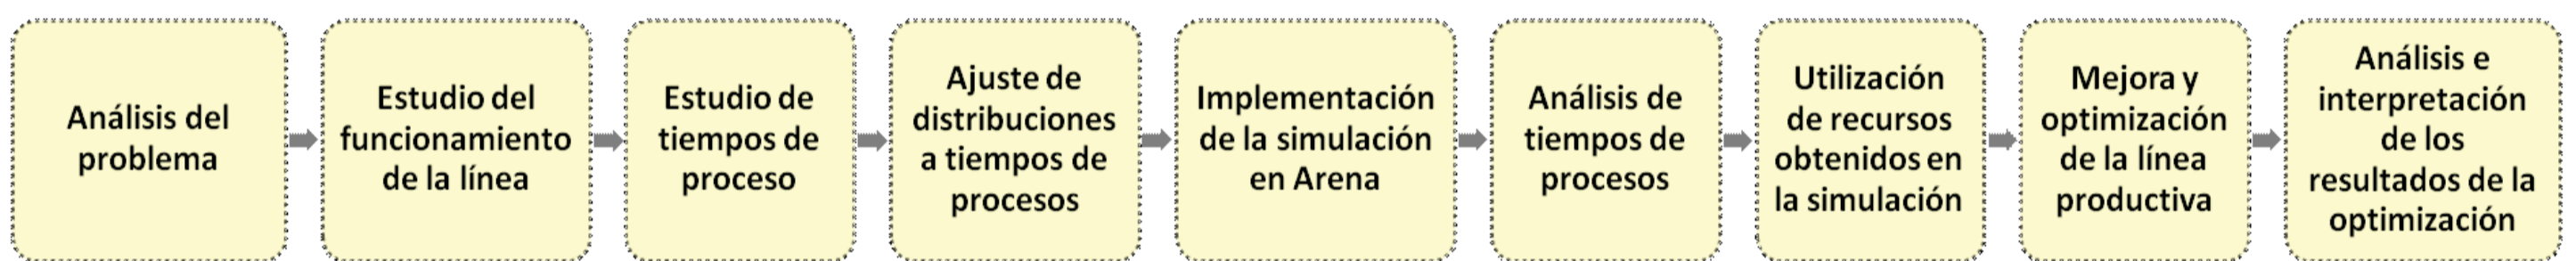 Análisis del
problema
Estudio del
funcionamiento
de la línea
Estudio de
tiempos de
proceso
Ajuste de
distribuciones
a tiempos de
procesos
Implementación
de la simulación
en Arena
Análisis de
tiempos de
procesos
Utilización
de recursos
obtenidos en
la simulación
Mejora y
optimización
de la línea
productiva
Análisis e
interpretación
de los
resultados de la
optimización